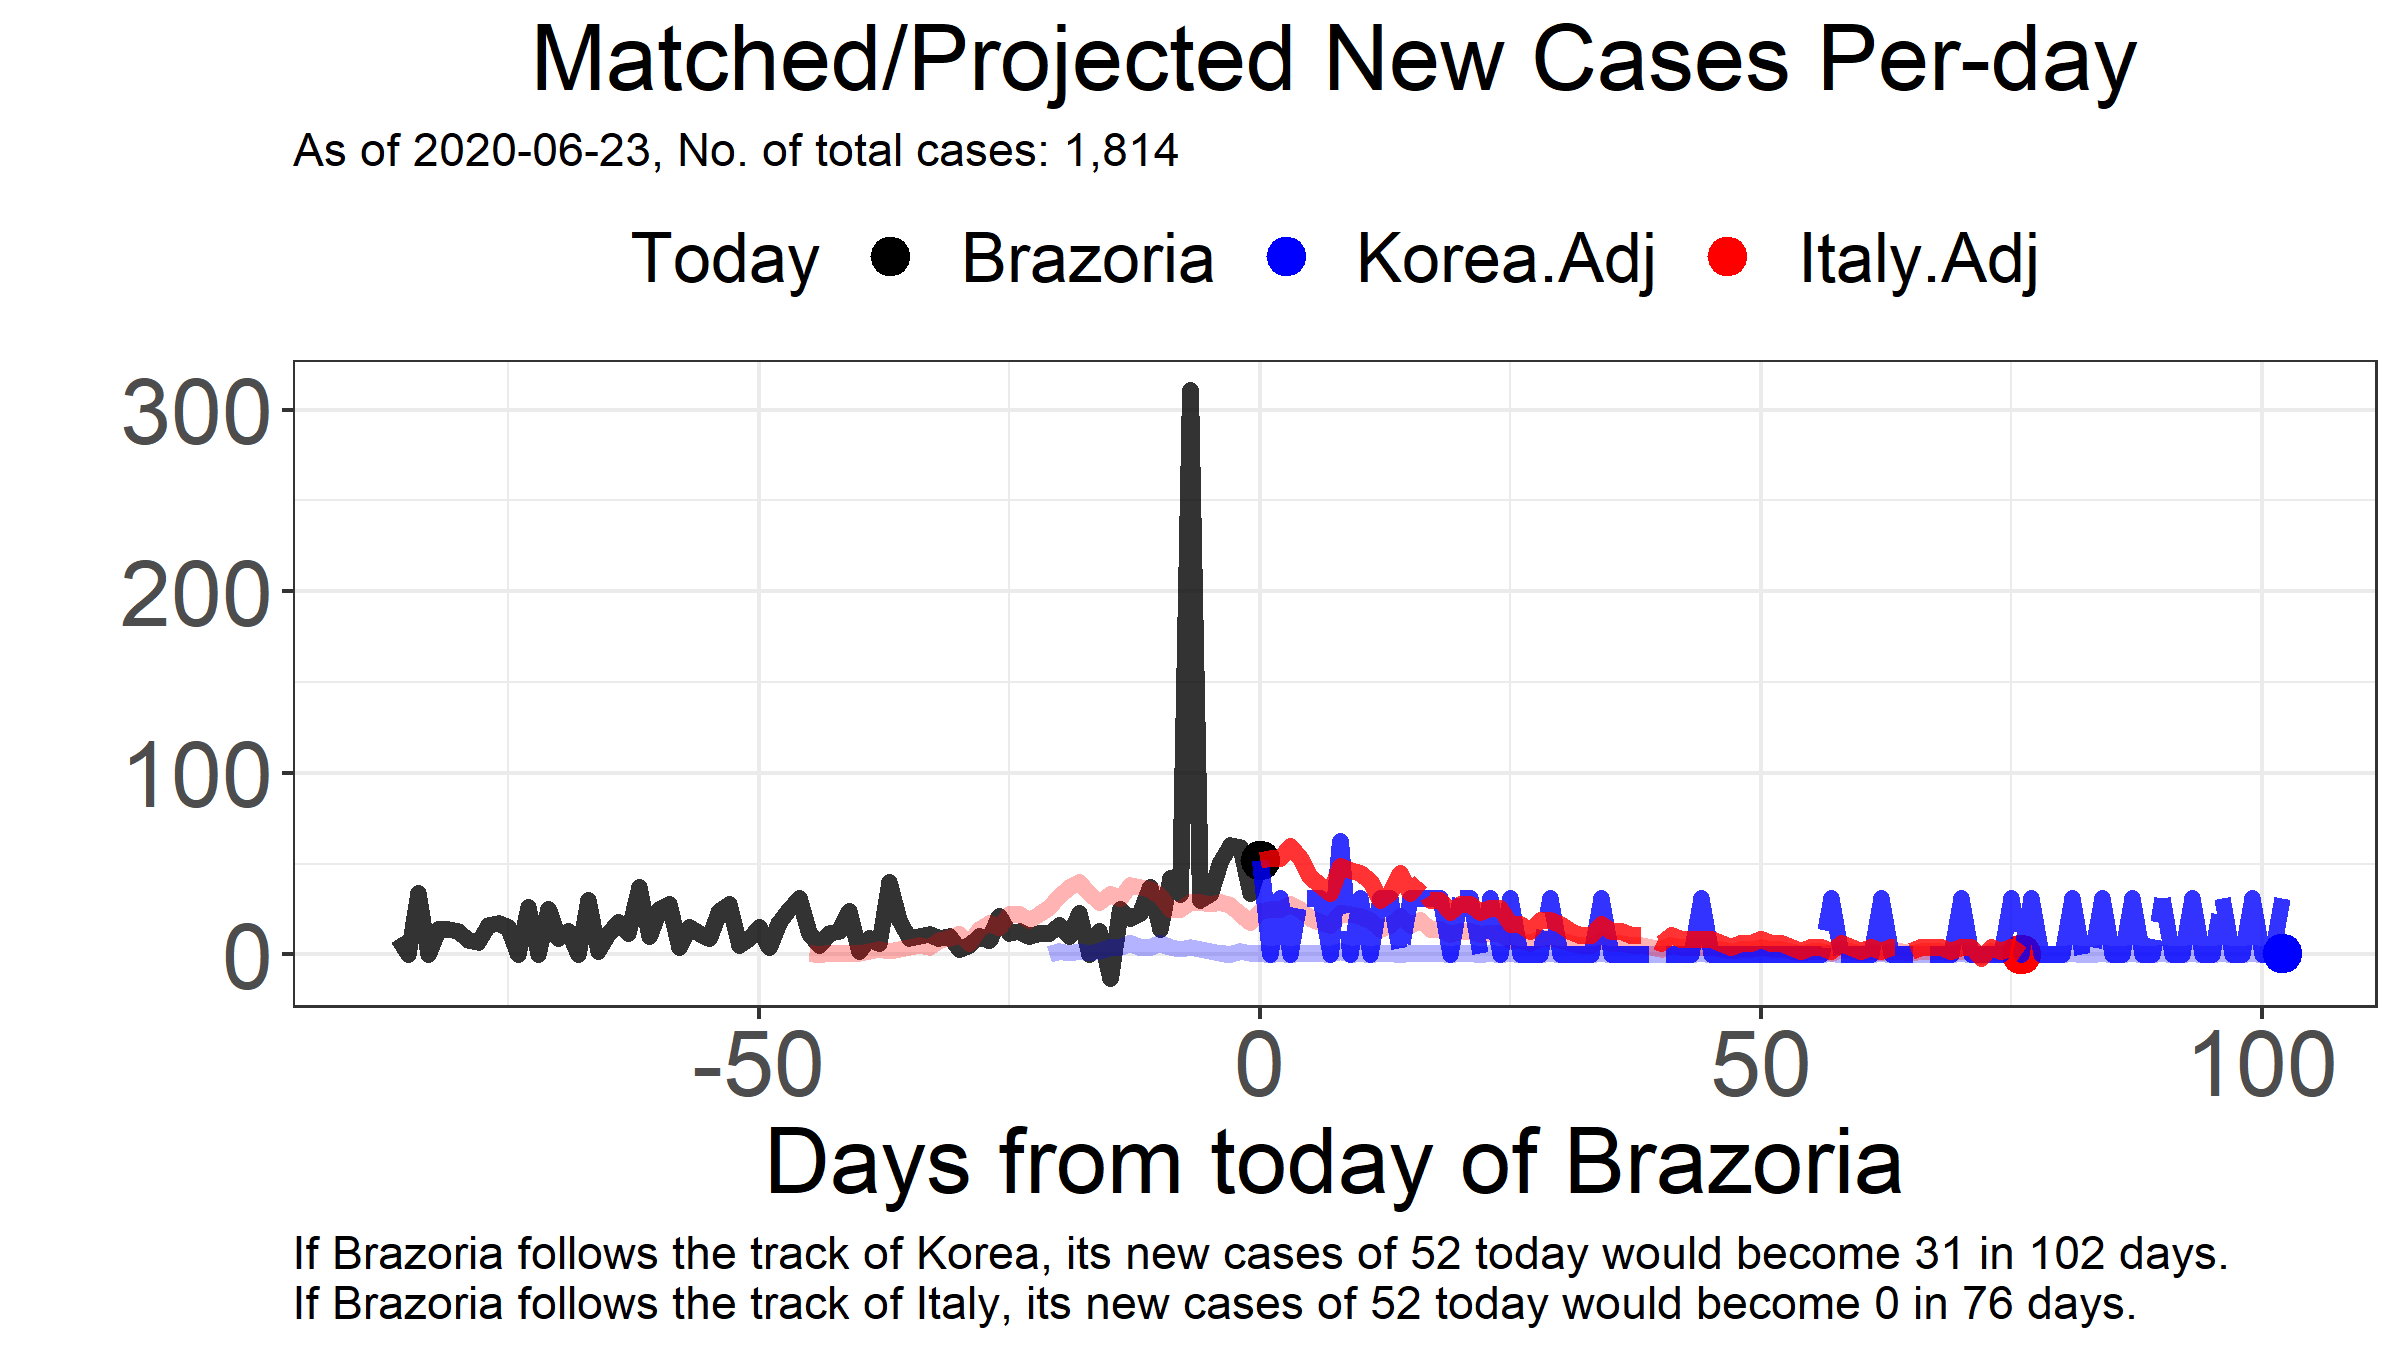 Matched/Projected New Cases Per-day
As of 2020-06-23, No. of total cases: 1,814
Today Brazoria Korea.Adj Italy.Adj
300
200
100
0
-50 0 50 100
Days from today of Brazoria
If Brazoria follows the track of Korea, its new cases of 52 today would become 31 in 102 days.
If Brazoria follows the track of Italy, its new cases of 52 today would become 0 in 76 days.